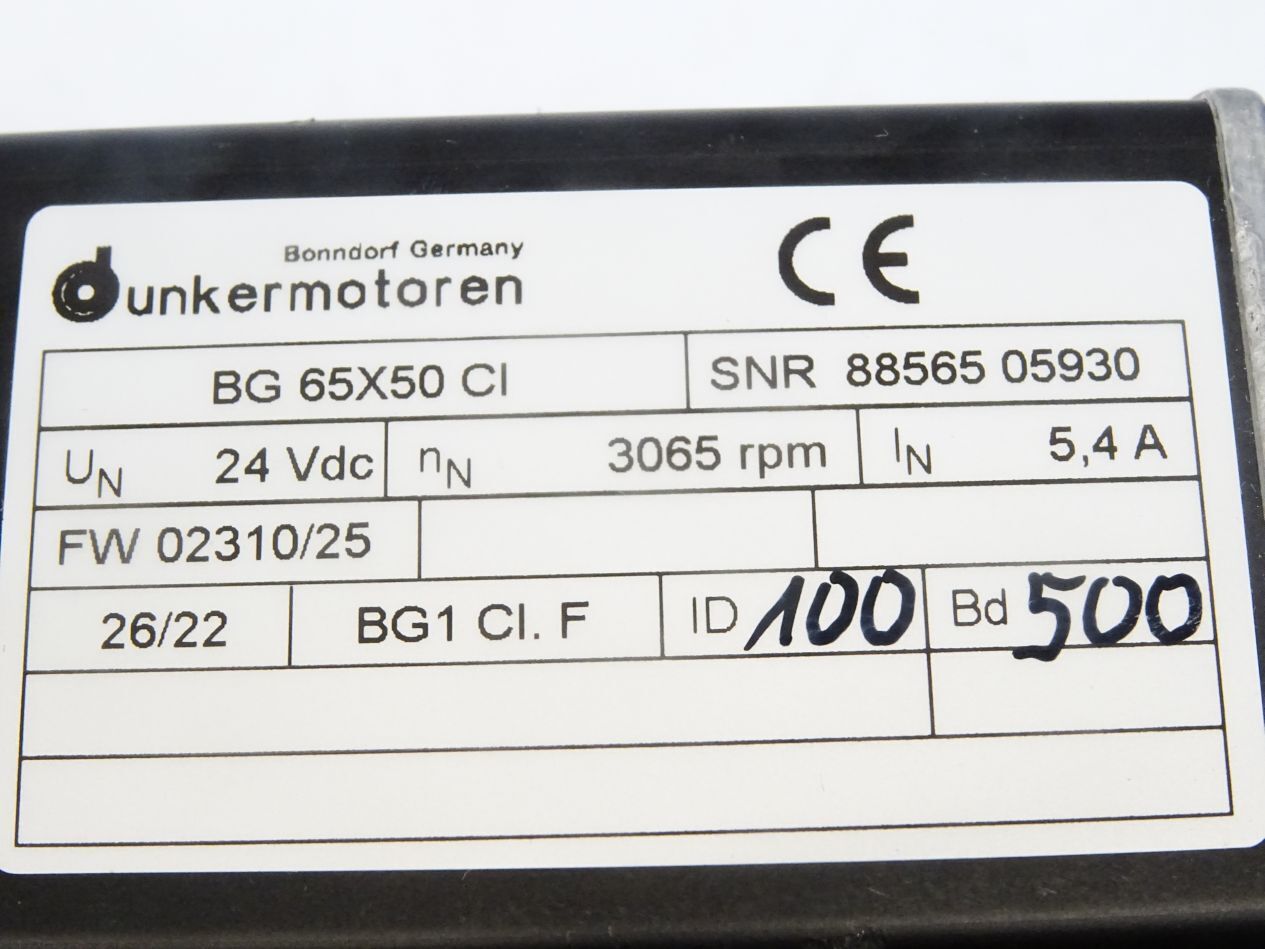 Bonndorf Germany
dunkermotoren
CE
BG 65X50 CI SNR 88565 05930
UN 24 Vdc nN 3065 rpm IN 5,4 A
FW 02310/25
26/22 BG1 Cl. F ID 100 Bd 500